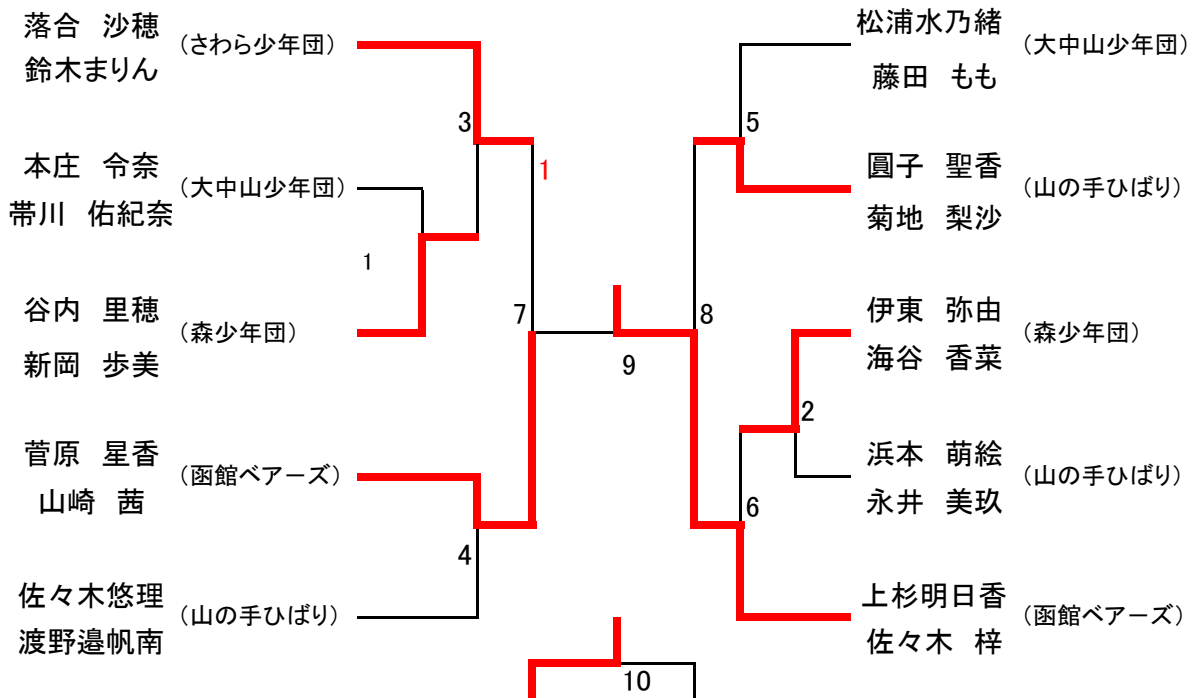 落合 沙穂
鈴木まりん
(さわら少年団)
本庄 令奈
帯川 佑紀奈
(大中山少年団)
谷内 里穂
新岡 歩美
(森少年団)
菅原 星香
山崎 茜
(函館ベアーズ)
佐々木悠理
渡野邉帆南
(山の手ひばり)
3
1
1
7
4
9
10
5
8
2
6
松浦水乃緒
藤田 もも
(大中山少年団)
圓子 聖香
菊地 梨沙
(山の手ひばり)
伊東 弥由
海谷 香菜
(森少年団)
浜本 萌絵
永井 美玖
(山の手ひばり)
上杉明日香
佐々木 梓
(函館ベアーズ)